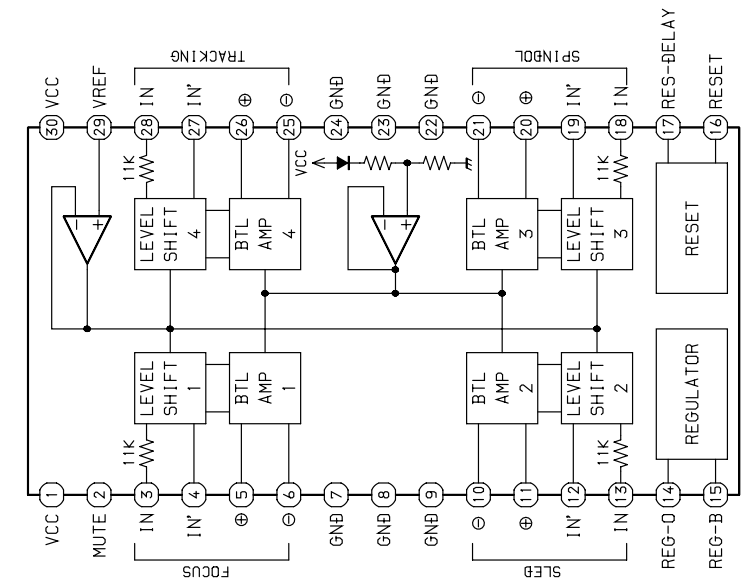 TRACKING
SPINDOL
VCC
VREF
IN
IN'
⊕
⊖
GND
GND
GND
⊖
⊕
IN'
IN
RES-DELAY
RESET
30
29
28
27
26
25
24
23
22
21
20
19
18
17
16
11K
VCC
11K
- +
LEVEL SHIFT 4
BTL AMP 4
- +
BTL AMP 3
LEVEL SHIFT 3
RESET
LEVEL SHIFT 1
BTL AMP 1
BTL AMP 2
LEVEL SHIFT 2
REGULATOR
11K
11K
1
2
3
4
5
6
7
8
9
10
11
12
13
14
15
VCC
MUTE
IN
IN'
⊕
⊖
GND
GND
GND
⊖
⊕
IN'
IN
REG-O
REG-B
FOCUS
SLED